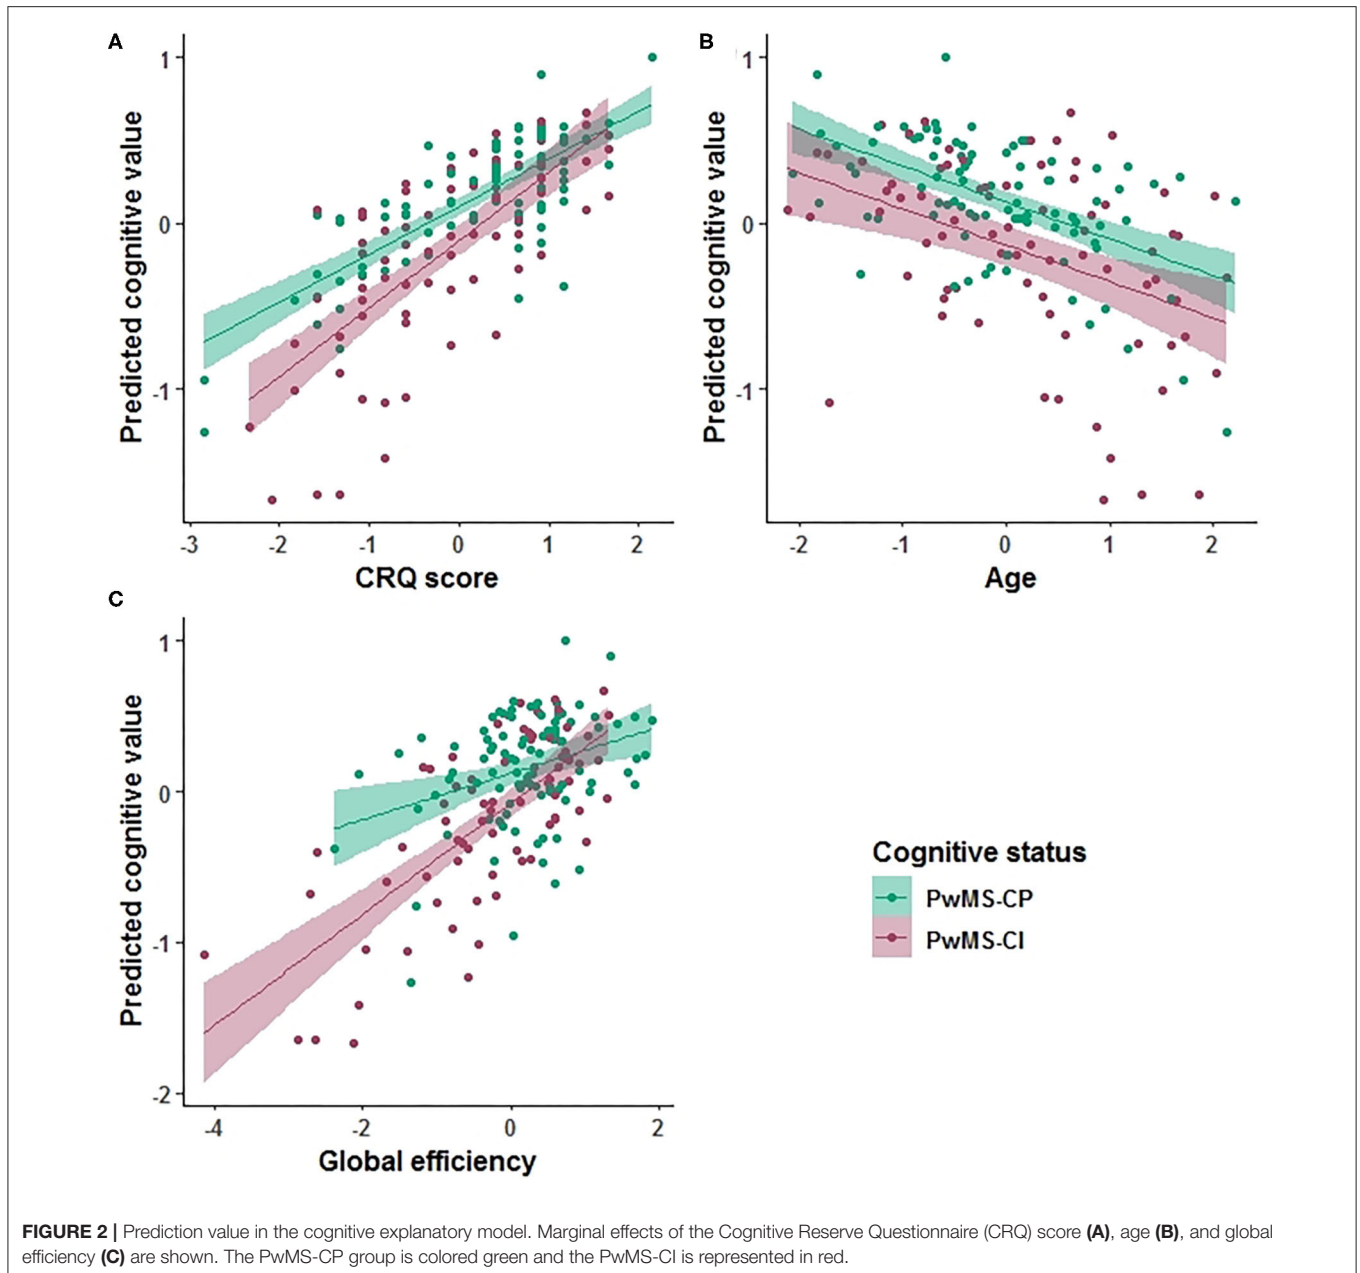 A
Predicted cognitive value
1
0
-1
-3 -2 -1 0 1 2
CRQ score
B
Predicted cognitive value
1
0
-1
-2 -1 0 1 2
Age
C
Predicted cognitive value
1
0
-1
-2
-4 -2 0 2
Global efficiency
Cognitive status
PwMS-CP
PwMS-CI
FIGURE 2 | Prediction value in the cognitive explanatory model. Marginal effects of the Cognitive Reserve Questionnaire (CRQ) score (A), age (B), and global
efficiency (C) are shown. The PwMS-CP group is colored green and the PwMS-CI is represented in red.